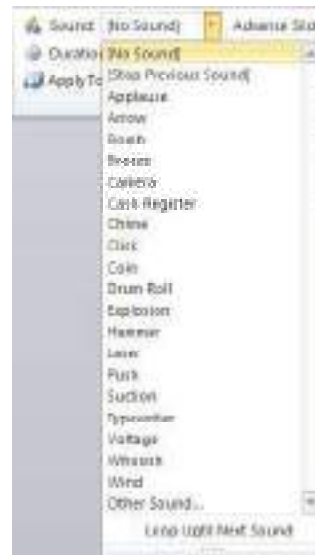 Sound: [No Sound] Advance Slid
Duration [No Sound]
Apply To [Stop Previous Sound]
Applause
Arrow
Bomb
Breeze
Camera
Cash Register
Chime
Click
Coin
Drum Roll
Explosion
Hammer
Laser
Push
Suction
Typewriter
Voltage
Whoosh
Wind
Other Sound...
Loop Until Next Sound